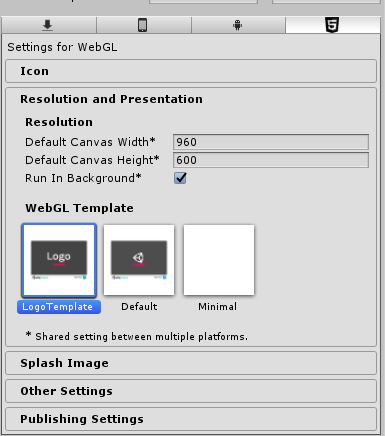 Settings for WebGL
Icon
Resolution and Presentation
Resolution
Default Canvas Width* 960
Default Canvas Height* 600
Run In Background*
WebGL Template
Logo
LogoTemplate Default Minimal
* Shared setting between multiple platforms.
Splash Image
Other Settings
Publishing Settings